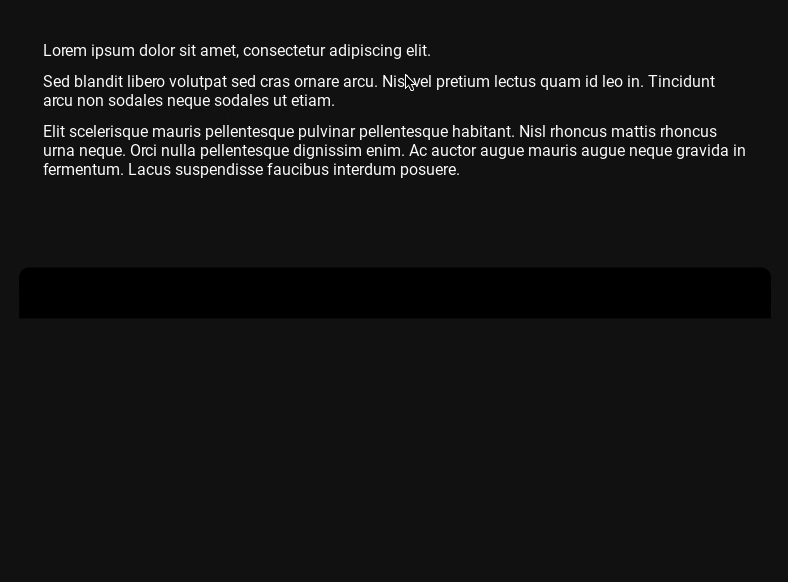 Lorem ipsum dolor sit amet, consectetur adipiscing elit.
Sed blandit libero volutpat sed cras ornare arcu. Nisl vel pretium lectus quam id leo in. Tincidunt
arcu non sodales neque sodales ut etiam.
Elit scelerisque mauris pellentesque pulvinar pellentesque habitant. Nisl rhoncus mattis rhoncus
urna neque. Orci nulla pellentesque dignissim enim. Ac auctor augue mauris augue neque gravida in
fermentum. Lacus suspendisse faucibus interdum posuere.